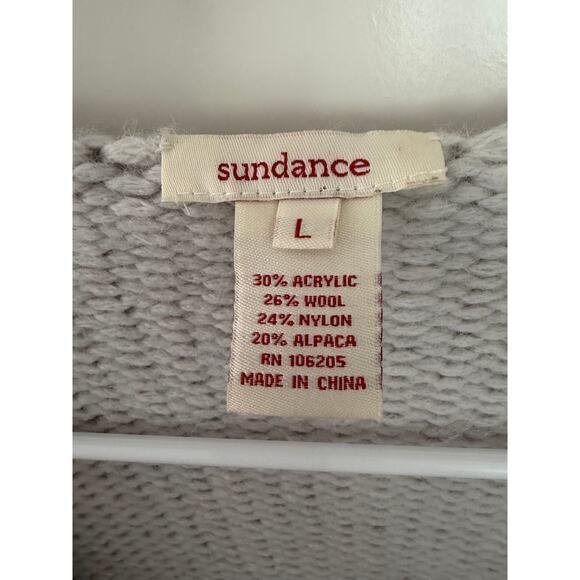 sundance
L
30% ACRYLIC
26% WOOL
24% NYLON
20% ALPACA
RN 106205
MADE IN CHINA